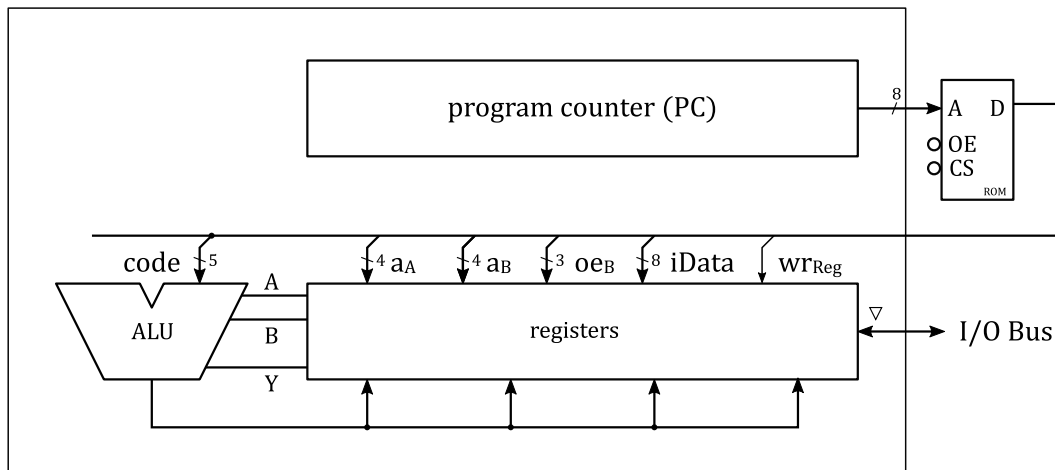 program counter (PC)
8
A D
OE
CS
ROM
code 5 4 aA 4 aB 3 oeB 8 iData wrReg
A
ALU
B
Y
registers
▽
I/O Bus